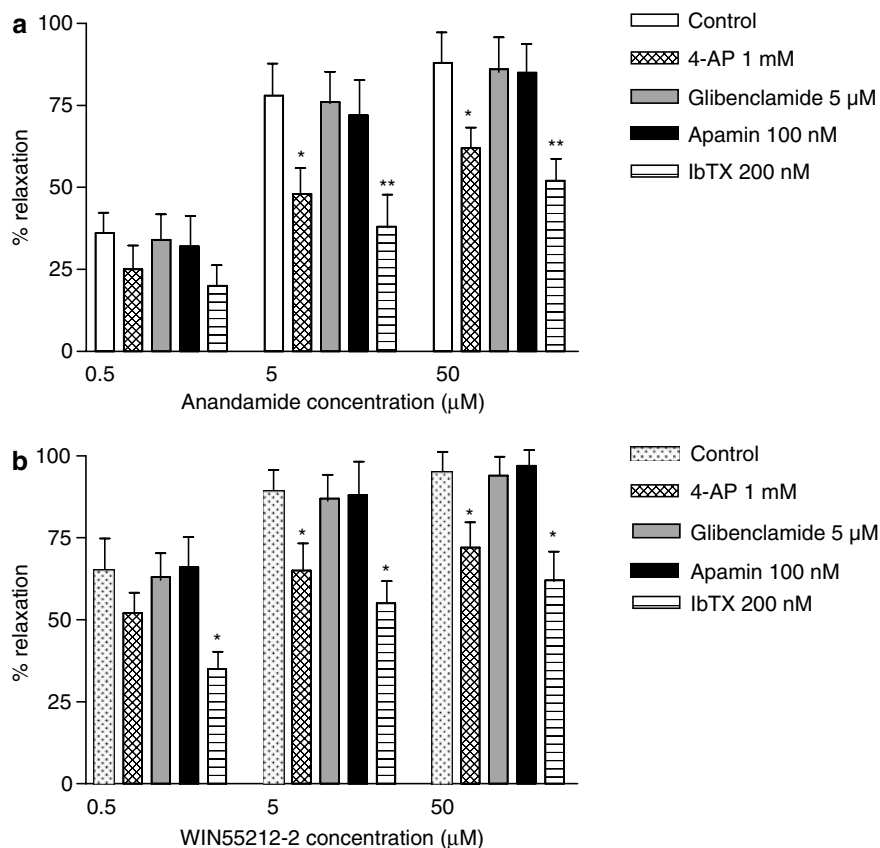 a
Control
4-AP 1 mM
Glibenclamide 5 µM
Apamin 100 nM
IbTX 200 nM
% relaxation
100
75
50
25
0
* ** * **
0.5 5 50
Anandamide concentration (µM)
b
Control
4-AP 1 mM
Glibenclamide 5 µM
Apamin 100 nM
IbTX 200 nM
% relaxation
100
75
50
25
0
* * * * *
0.5 5 50
WIN55212-2 concentration (µM)